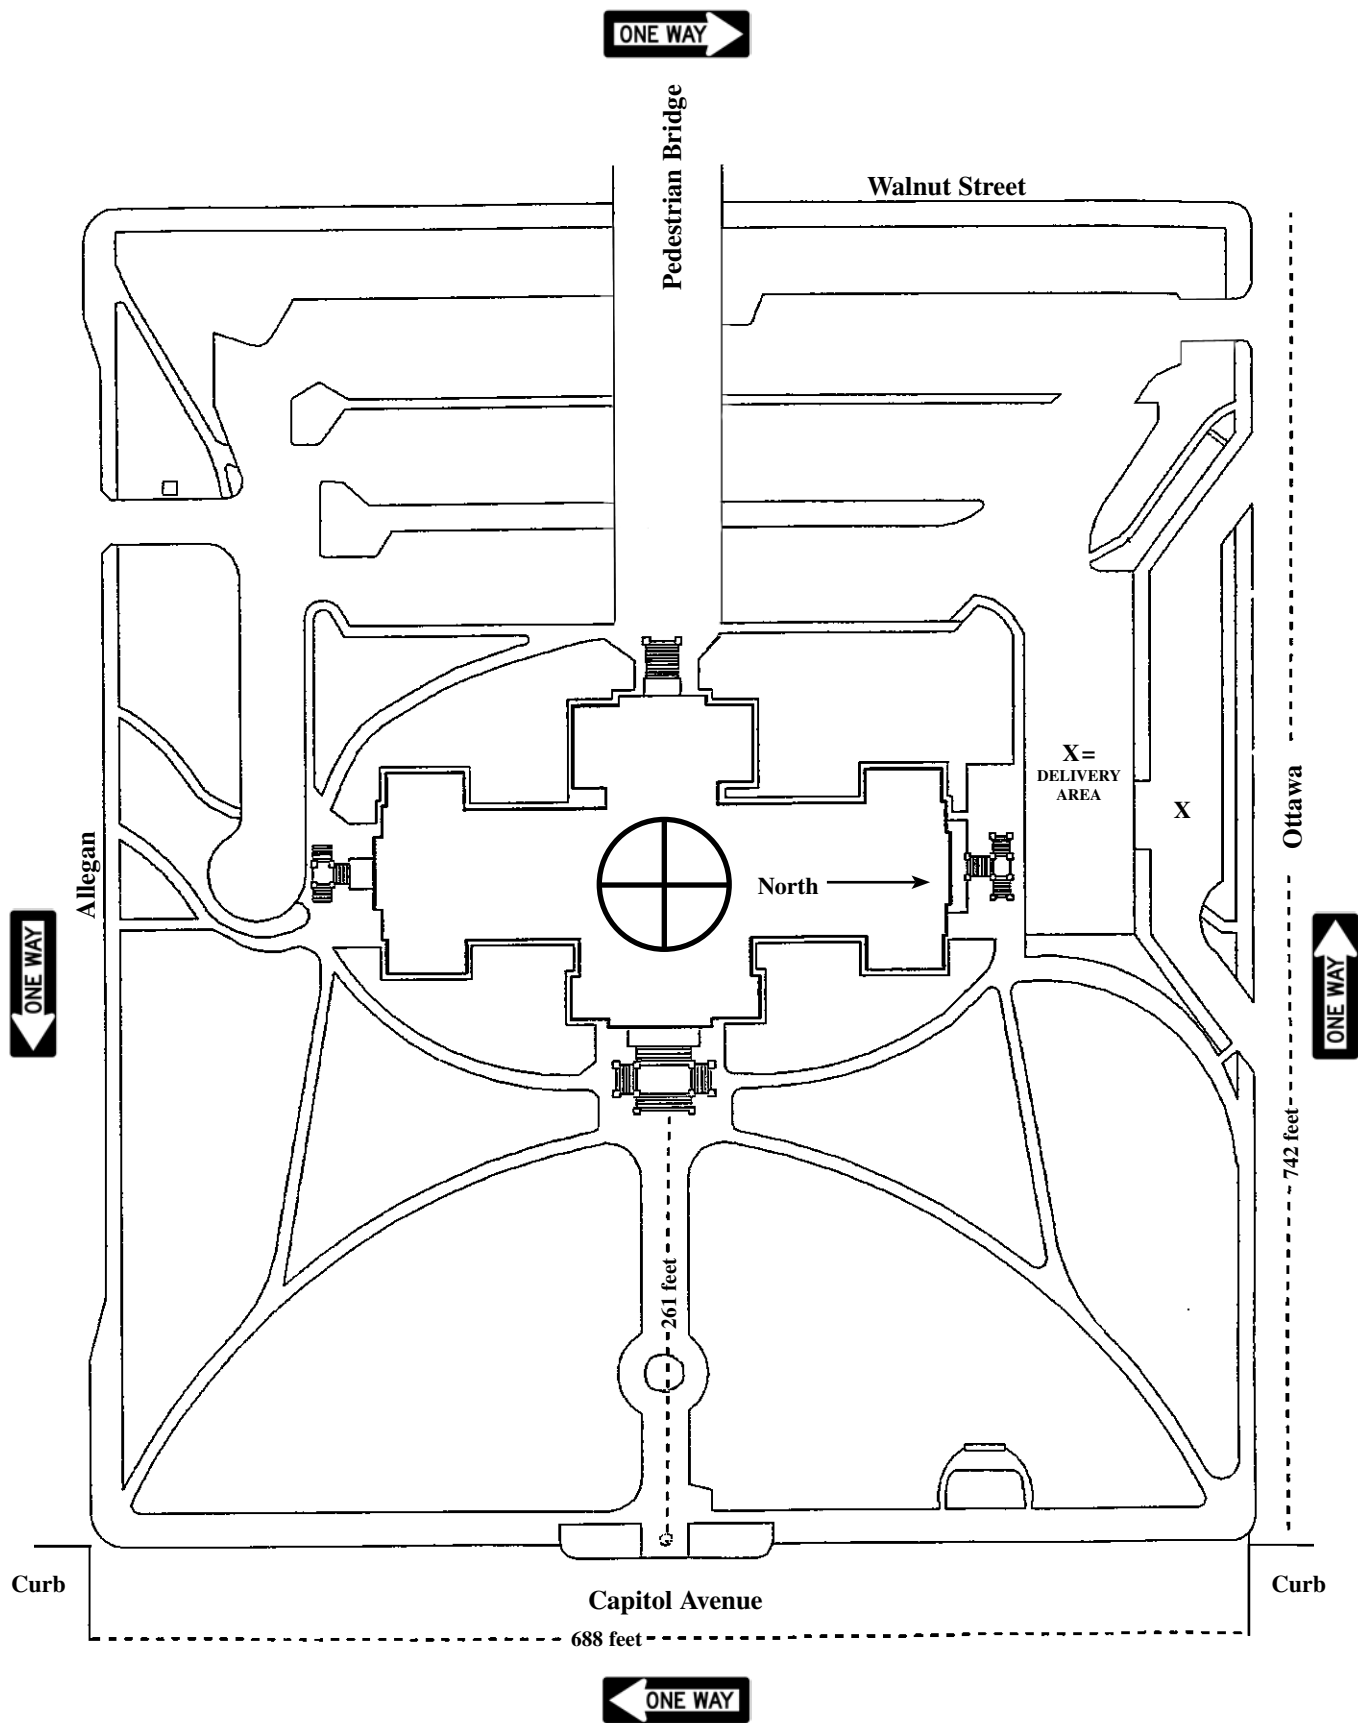 ONE WAY
Pedestrian Bridge
Walnut Street
X=
DELIVERY
AREA
X
Ottawa
Allegan
North
ONE WAY
ONE WAY
742 feet
261 feet
Curb
Curb
Capitol Avenue
688 feet
ONE WAY